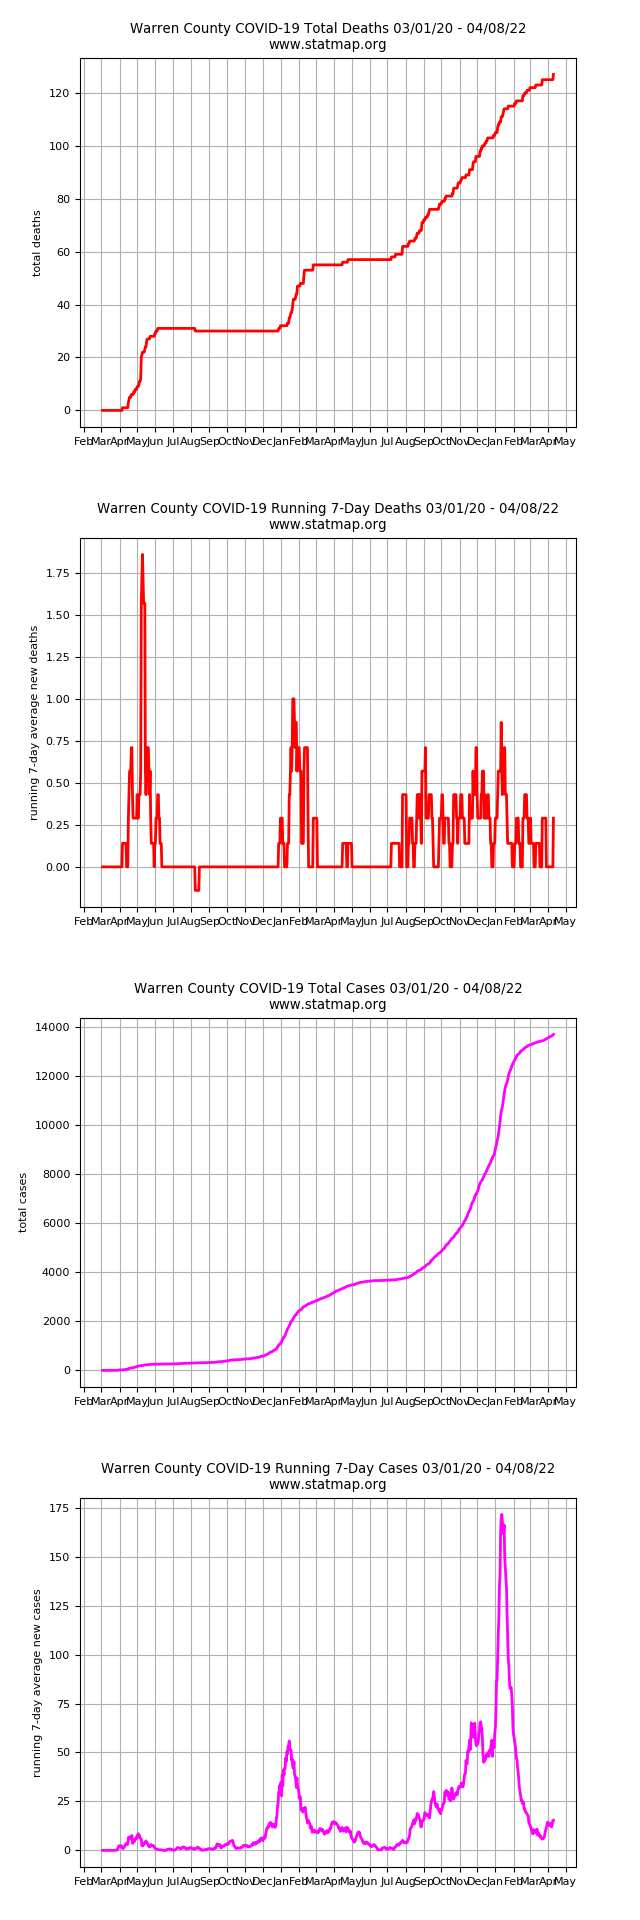 Warren County COVID-19 Total Deaths 03/01/20 - 04/08/22
www.statmap.org
total deaths
120
100
80
60
40
20
0
Feb Mar Apr May Jun Jul Aug Sep Oct Nov Dec Jan Feb Mar Apr May Jun Jul Aug Sep Oct Nov Dec Jan Feb Mar Apr May
Warren County COVID-19 Running 7-Day Deaths 03/01/20 - 04/08/22
www.statmap.org
running 7-day average new deaths
1.75
1.50
1.25
1.00
0.75
0.50
0.25
0.00
Feb Mar Apr May Jun Jul Aug Sep Oct Nov Dec Jan Feb Mar Apr May Jun Jul Aug Sep Oct Nov Dec Jan Feb Mar Apr May
Warren County COVID-19 Total Cases 03/01/20 - 04/08/22
www.statmap.org
total cases
14000
12000
10000
8000
6000
4000
2000
0
Feb Mar Apr May Jun Jul Aug Sep Oct Nov Dec Jan Feb Mar Apr May Jun Jul Aug Sep Oct Nov Dec Jan Feb Mar Apr May
Warren County COVID-19 Running 7-Day Cases 03/01/20 - 04/08/22
www.statmap.org
running 7-day average new cases
175
150
125
100
75
50
25
0
Feb Mar Apr May Jun Jul Aug Sep Oct Nov Dec Jan Feb Mar Apr May Jun Jul Aug Sep Oct Nov Dec Jan Feb Mar Apr May